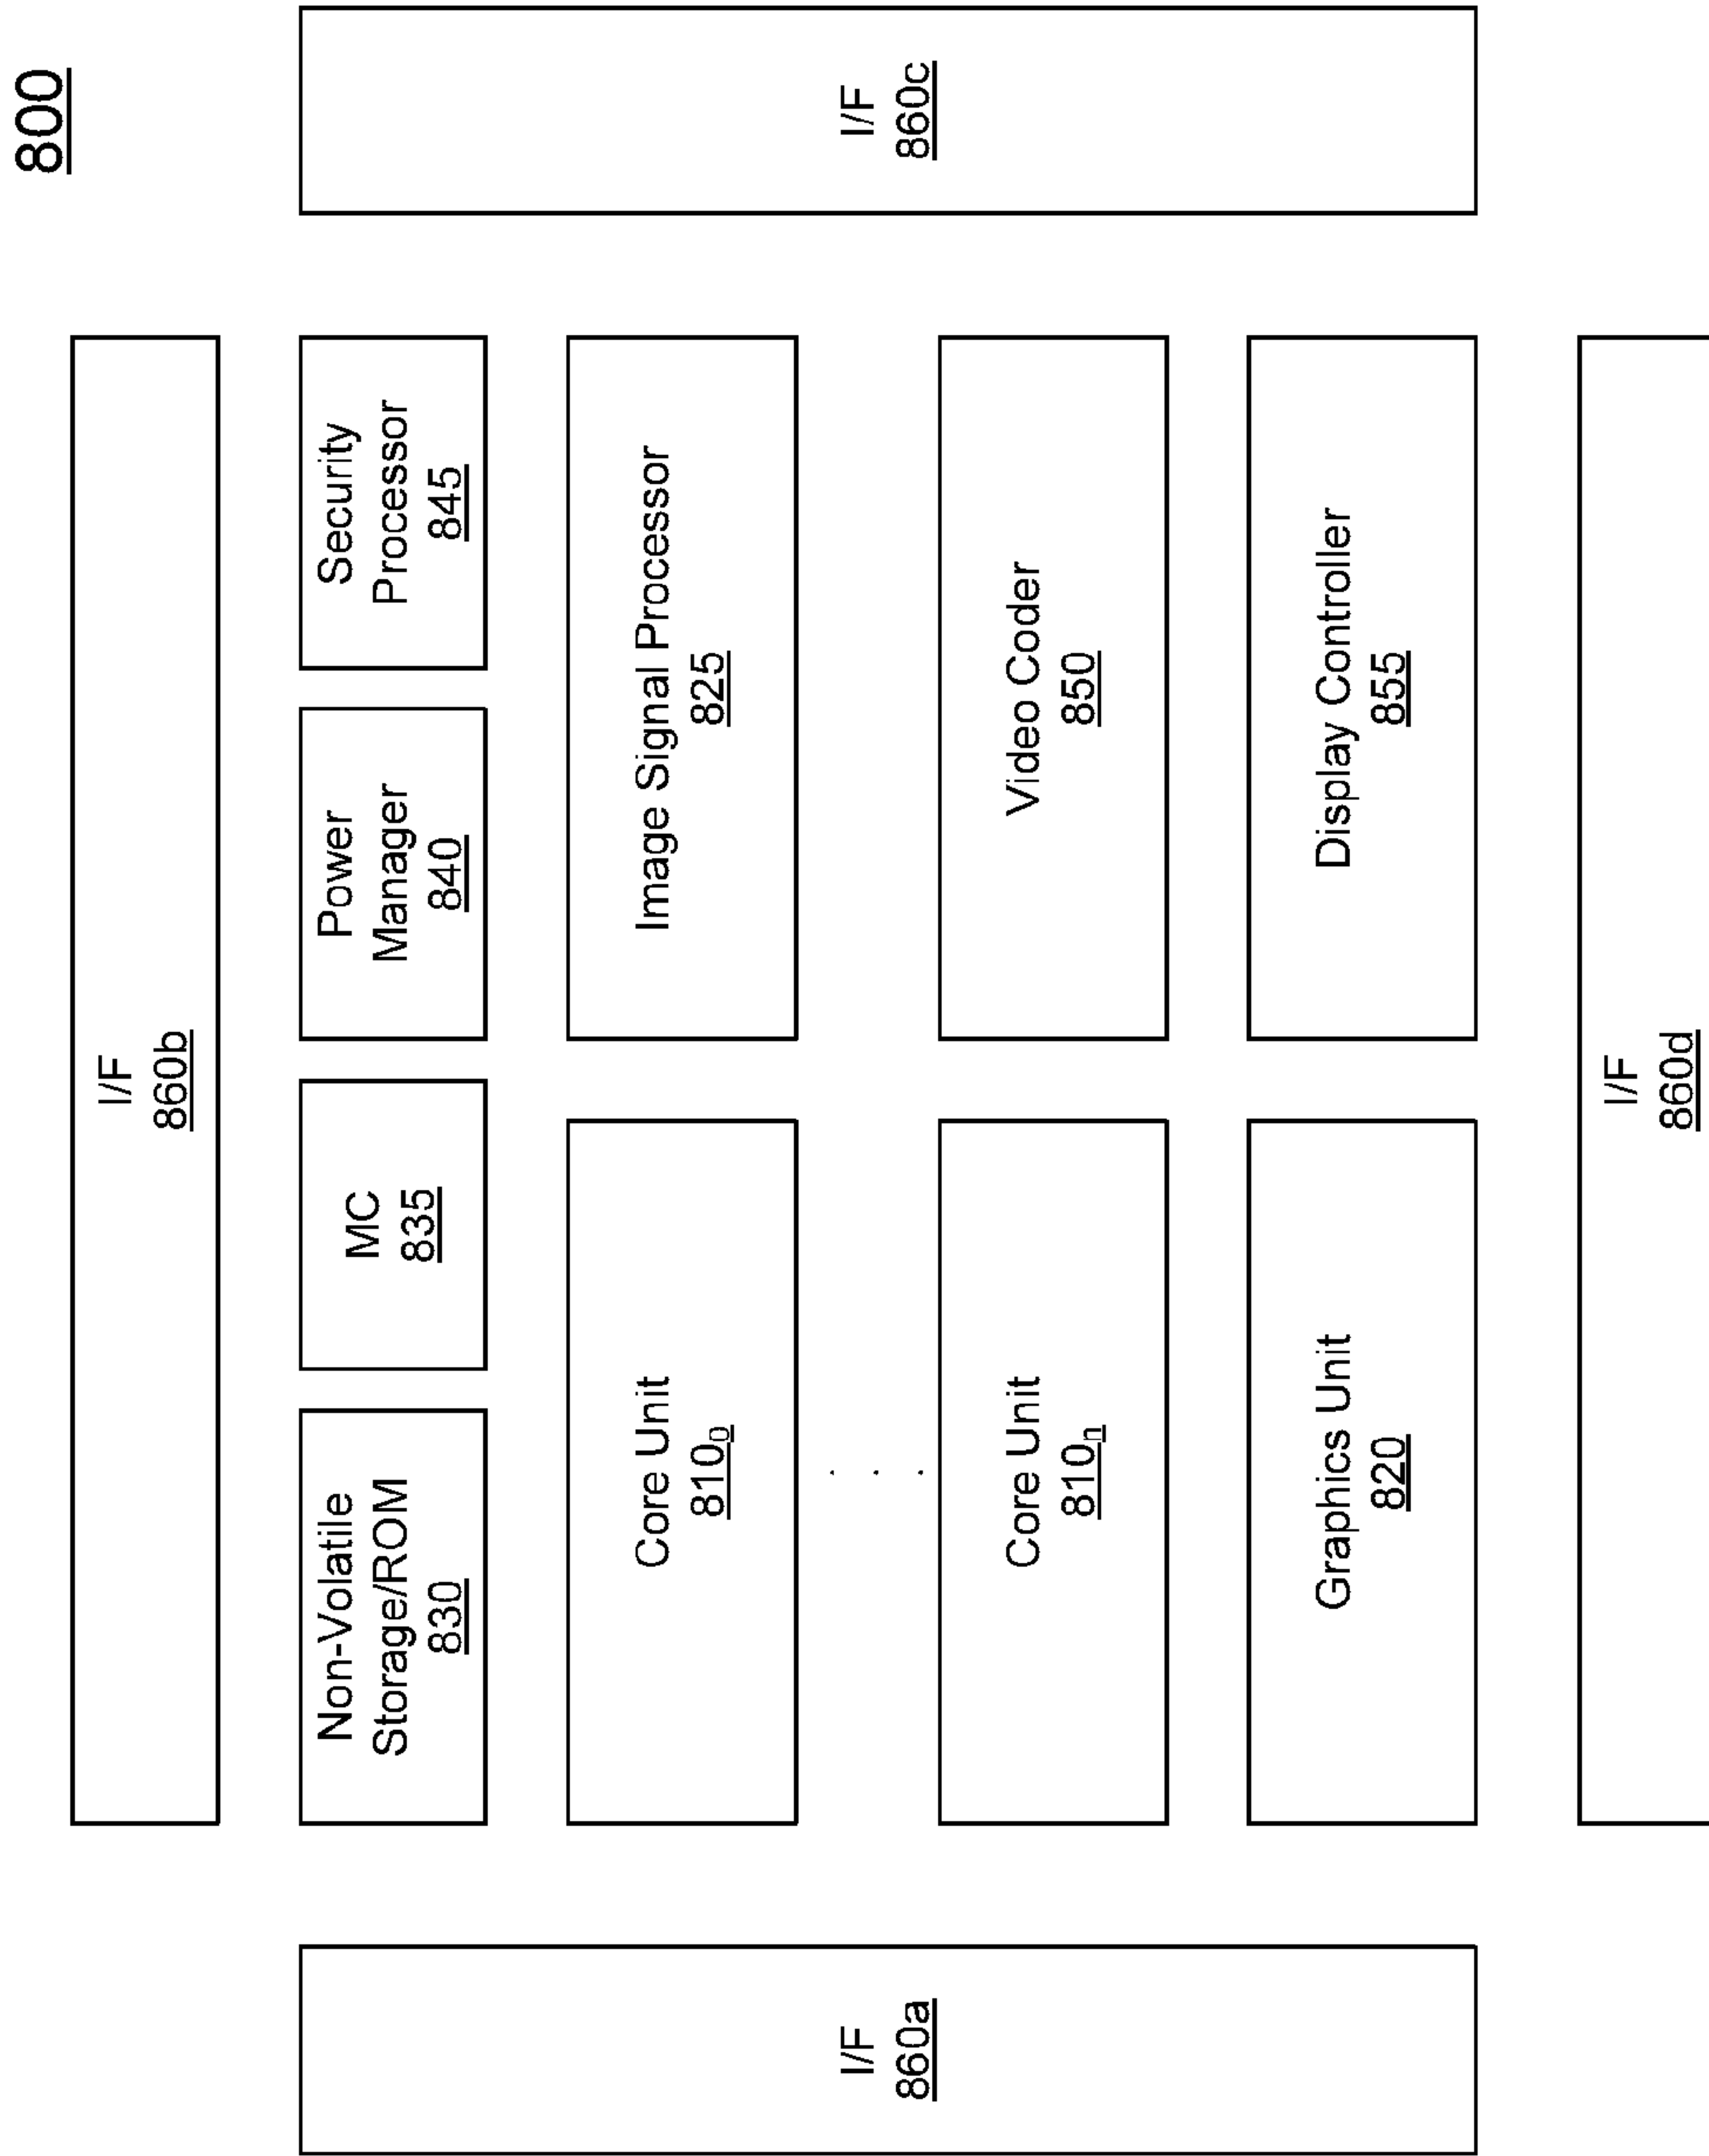 800
I/F
860b
I/F
860a
Non-Volatile
Storage/ROM
830
MC
835
Power
Manager
840
Security
Processor
845
Core Unit
810₀
Image Signal Processor
825
. . .
Core Unit
810ₙ
Video Coder
850
Graphics Unit
820
Display Controller
855
I/F
860c
I/F
860d